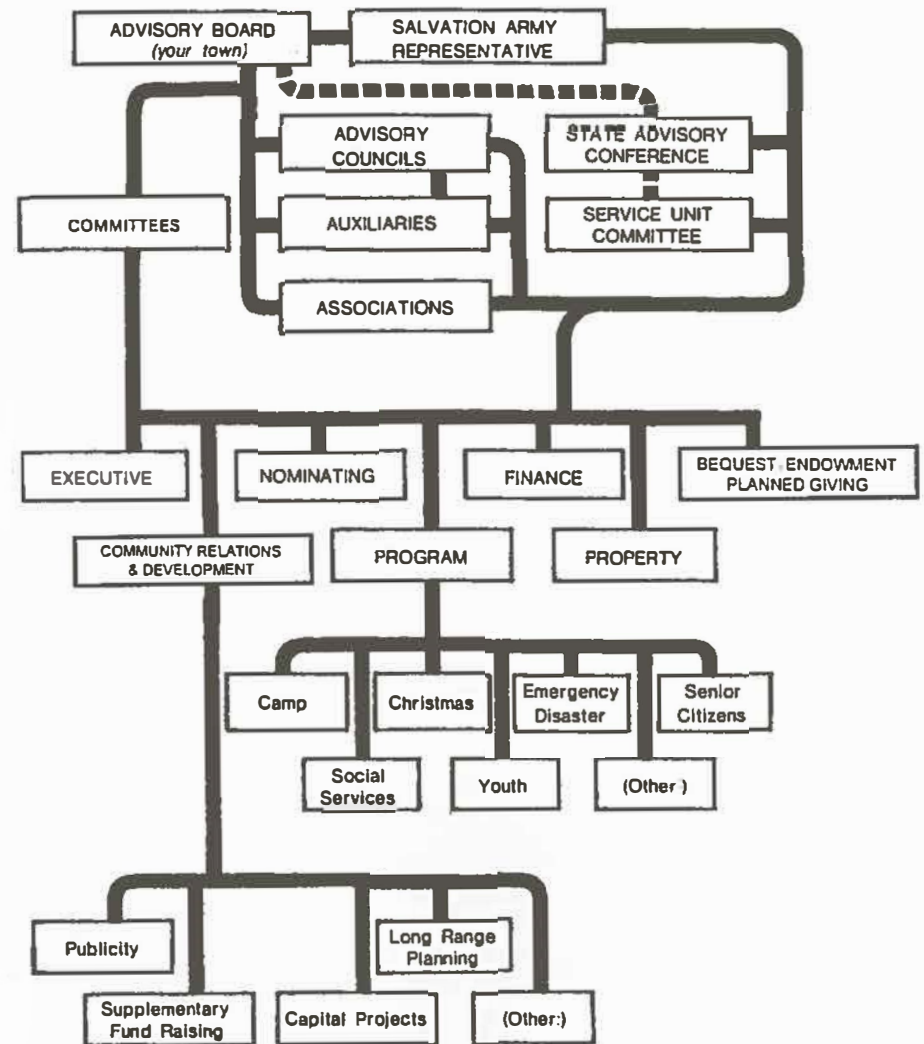 ADVISORY BOARD
(your town)
SALVATION ARMY
REPRESENTATIVE
ADVISORY
COUNCILS
STATE ADVISORY
CONFERENCE
COMMITTEES
AUXILIARIES
SERVICE UNIT
COMMITTEE
ASSOCIATIONS
EXECUTIVE
NOMINATING
FINANCE
BEQUEST, ENDOWMENT
PLANNED GIVING
COMMUNITY RELATIONS
& DEVELOPMENT
PROGRAM
PROPERTY
Camp
Christmas
Emergency
Disaster
Senior
Citizens
Social
Services
Youth
(Other:)
Publicity
Long Range
Planning
Supplementary
Fund Raising
Capital Projects
(Other:)